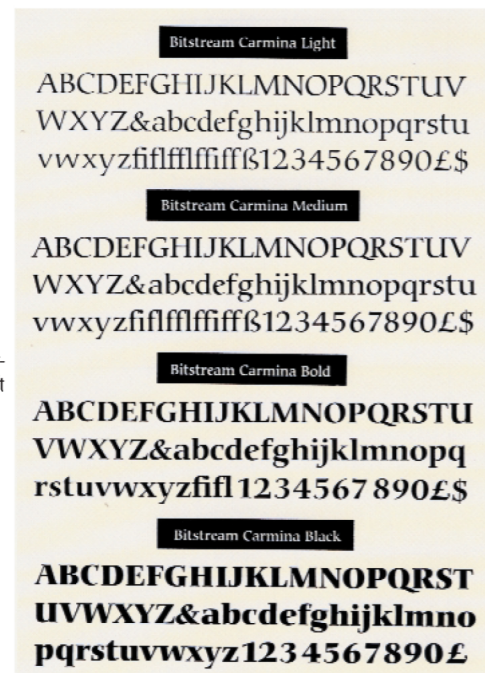 Bitstream Carmina Light
ABCDEFGHIJKLMNOPQRSTUV
WXYZ&abcdefghijklmnopqrstu
vwxyzfiflfflffiffß1234567890£$
Bitstream Carmina Medium
ABCDEFGHIJKLMNOPQRSTUV
WXYZ&abcdefghijklmnopqrstu
vwxyzfiflfflffiffß1234567890£$
Bitstream Carmina Bold
ABCDEFGHIJKLMNOPQRSTU
VWXYZ&abcdefghijklmnopq
rstuvwxyzfifl1234567890£$
Bitstream Carmina Black
ABCDEFGHIJKLMNOPQRST
UVWXYZ&abcdefghijklmno
pqrstuvwxyz1234567890£